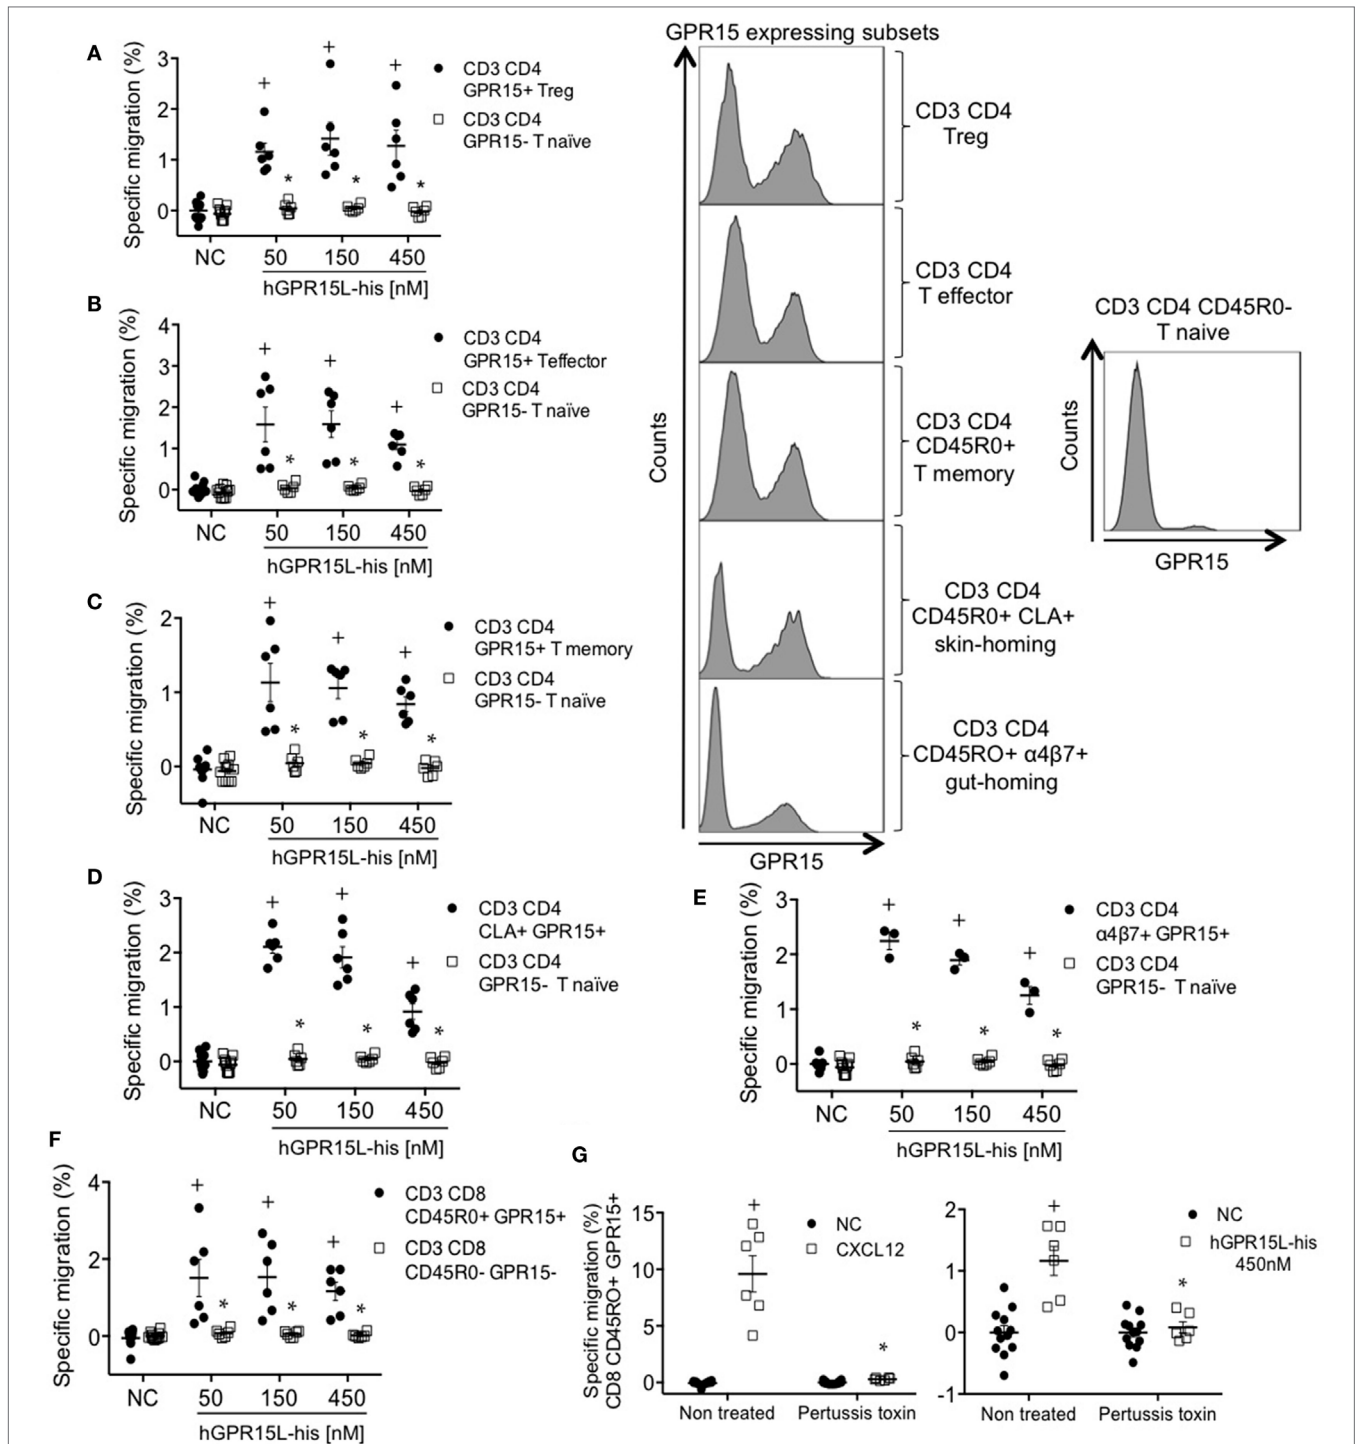 A
Specific migration (%)
3
2
1
0
+
+
+
*
*
*
NC
50
150
450
hGPR15L-his [nM]
CD3 CD4
GPR15+ Treg
CD3 CD4
GPR15- T naïve
B
Specific migration (%)
4
3
2
1
0
+
+
+
*
*
*
NC
50
150
450
hGPR15L-his [nM]
CD3 CD4
GPR15+ Teffector
CD3 CD4
GPR15- T naïve
C
Specific migration (%)
2
1
0
+
+
+
*
*
*
NC
50
150
450
hGPR15L-his [nM]
CD3 CD4
GPR15+ T memory
CD3 CD4
GPR15- T naïve
GPR15 expressing subsets
Counts
GPR15
CD3 CD4
Treg
CD3 CD4
T effector
CD3 CD4
CD45R0+
T memory
CD3 CD4
CD45R0+ CLA+
skin-homing
CD3 CD4
CD45RO+ α4β7+
gut-homing
CD3 CD4 CD45R0-
T naive
Counts
GPR15
D
Specific migration (%)
3
2
1
0
+
+
+
*
*
*
NC
50
150
450
hGPR15L-his [nM]
CD3 CD4
CLA+ GPR15+
CD3 CD4
GPR15- T naïve
E
Specific migration (%)
3
2
1
0
+
+
+
*
*
*
NC
50
150
450
hGPR15L-his [nM]
CD3 CD4
α4β7+ GPR15+
CD3 CD4
GPR15- T naïve
F
Specific migration (%)
4
2
0
+
+
+
*
*
*
NC
50
150
450
hGPR15L-his [nM]
CD3 CD8
CD45R0+ GPR15+
CD3 CD8
CD45R0- GPR15-
G
Specific migration (%)
CD8 CD45RO+ GPR15+
15
10
5
0
+
*
Non treated
Pertussis toxin
NC
CXCL12
2
1
0
-1
+
*
Non treated
Pertussis toxin
NC
hGPR15L-his
450nM